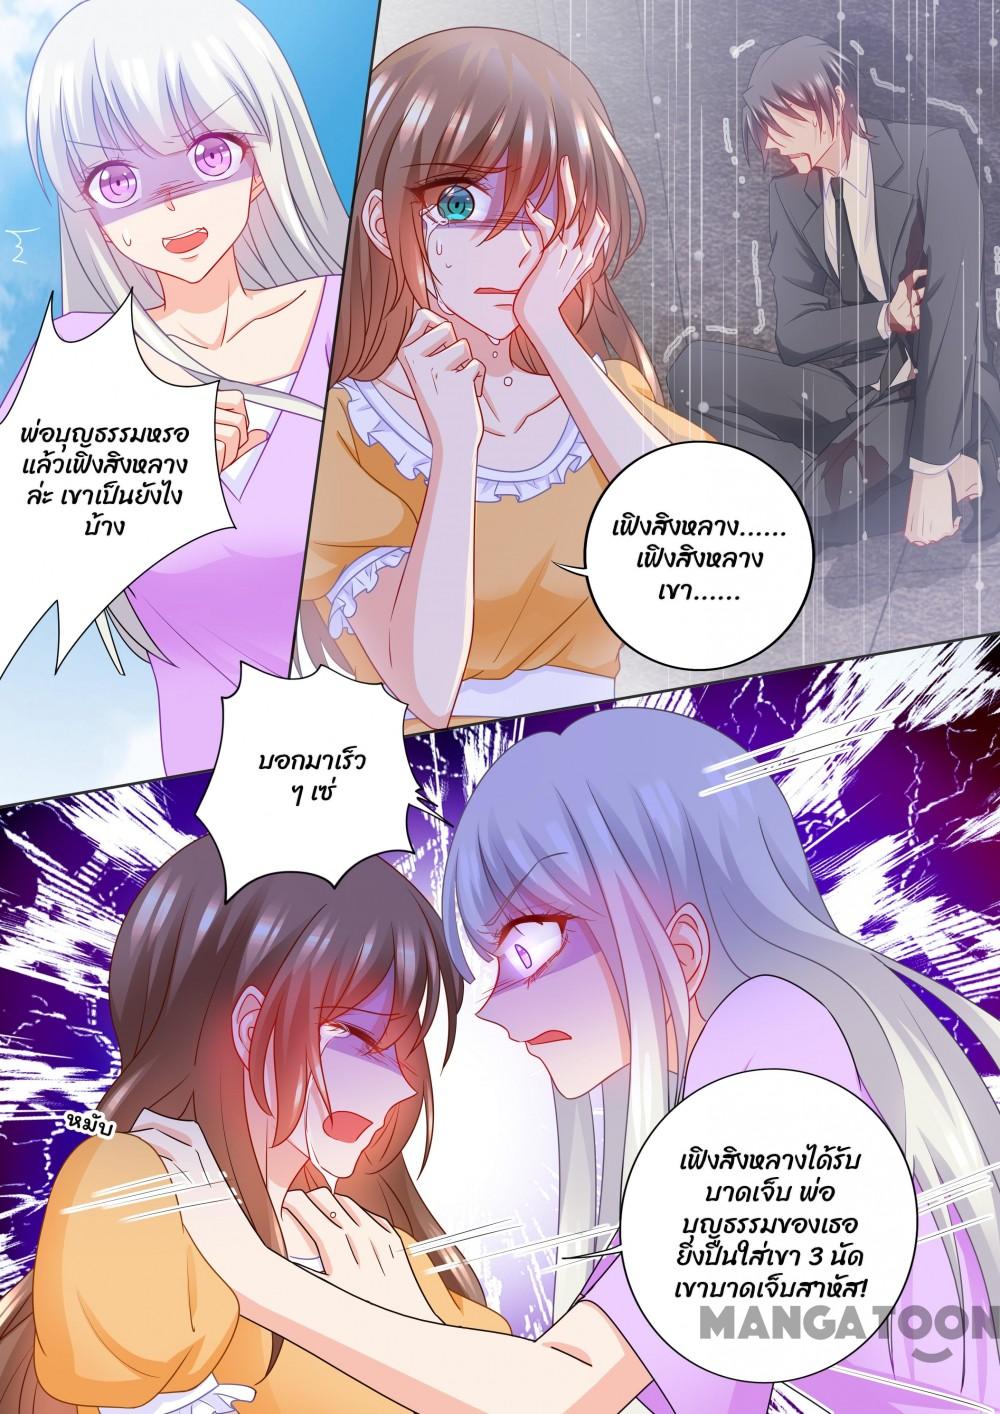 พ่อบุญธรรมหรอ
แล้วเฟิงสิงหลาง
ล่ะ เขาเป็นยังไง
บ้าง
เฟิงสิงหลาง......
เฟิงสิงหลาง
เขา......
บอกมาเร็ว
ๆ เซ่
หมับ
เฟิงสิงหลางได้รับ
บาดเจ็บ พ่อ
บุญธรรมของเธอ
ยิงปืนใส่เขา 3 นัด
เขาบาดเจ็บสาหัส!
MANGATOON